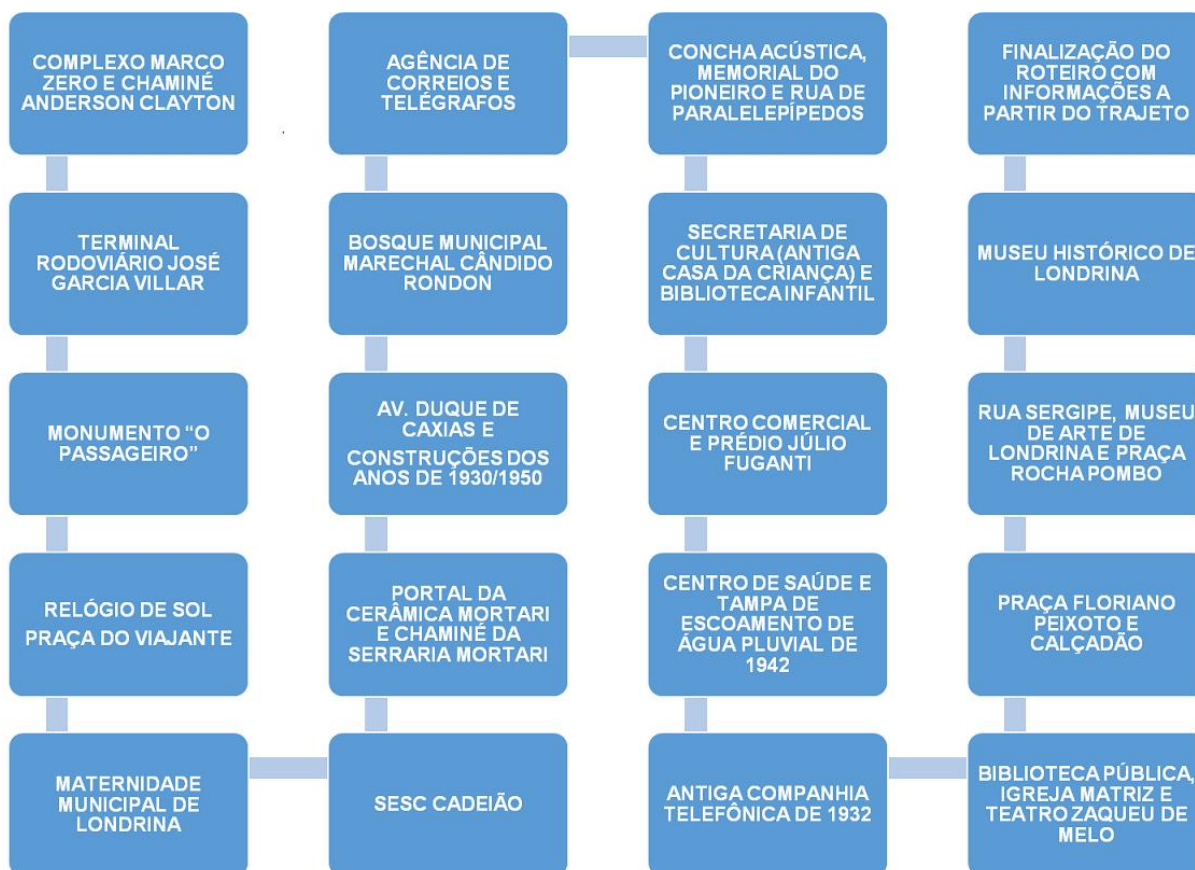 COMPLEXO MARCO
ZERO E CHAMINÉ
ANDERSON CLAYTON
TERMINAL
RODOVIÁRIO JOSÉ
GARCIA VILLAR
MONUMENTO “O
PASSAGEIRO”
RELÓGIO DE SOL
PRAÇA DO VIAJANTE
MATERNIDADE
MUNICIPAL DE
LONDRINA
SESC CADEIÃO
PORTAL DA
CERÂMICA MORTARI
E CHAMINÉ DA
SERRARIA MORTARI
AV. DUQUE DE
CAXIAS E
CONSTRUÇÕES DOS
ANOS DE 1930/1950
BOSQUE MUNICIPAL
MARECHAL CÂNDIDO
RONDON
AGÊNCIA DE
CORREIOS E
TELÉGRAFOS
CONCHA ACÚSTICA,
MEMORIAL DO
PIONEIRO E RUA DE
PARALELEPÍPEDOS
SECRETARIA DE
CULTURA (ANTIGA
CASA DA CRIANÇA) E
BIBLIOTECA INFANTIL
CENTRO COMERCIAL
E PRÉDIO JÚLIO
FUGANTI
CENTRO DE SAÚDE E
TAMPA DE
ESCOAMENTO DE
ÁGUA PLUVIAL DE
1942
ANTIGA COMPANHIA
TELEFÔNICA DE 1932
BIBLIOTECA PÚBLICA,
IGREJA MATRIZ E
TEATRO ZAQUEU DE
MELO
PRAÇA FLORIANO
PEIXOTO E
CALÇADÃO
RUA SERGIPE, MUSEU
DE ARTE DE
LONDRINA E PRAÇA
ROCHA POMBO
MUSEU HISTÓRICO DE
LONDRINA
FINALIZAÇÃO DO
ROTEIRO COM
INFORMAÇÕES A
PARTIR DO TRAJETO